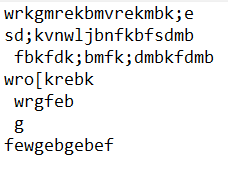 wrkgmrekbmvrekmbk;e
sd;kvnwljbnfkbfsdmb
 fbkfdk;bmfk;dmbkfdmb
wro[krebk
 wrgfeb
 g
fewgebgebef